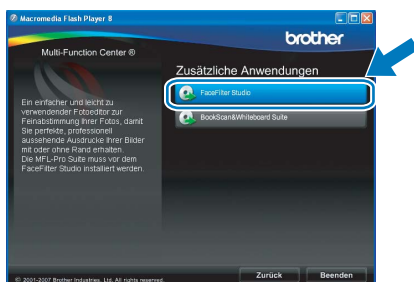 Macromedia Flash Player 8
brother
Multi-Function Center ®
Zusätzliche Anwendungen
FaceFilter Studio
BookScan&Whiteboard Suite
Ein einfacher und leicht zu
verwendender Fotoeditor zur
Feinabstimmung Ihrer Fotos, damit
Sie perfekte, professionell
aussehende Ausdrucke Ihrer Bilder
mit oder ohne Rand erhalten.
Die MFL-Pro Suite muss vor dem
FaceFilter Studio installiert werden.
© 2001-2007 Brother Industries, Ltd. All rights reserved.
Zurück
Beenden